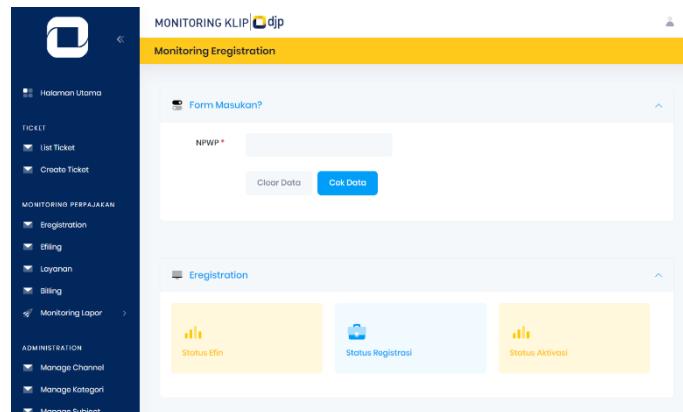 MONITORING KLIP djp
«
Monitoring Eregistration
Halaman Utama
TICKET
List Ticket
Create Ticket
MONITORING PERPAJAKAN
Eregistration
Efiling
Layanan
Billing
Monitoring Lapor >
ADMINISTRATION
Manage Channel
Manage Kategori
Manage Subject
Form Masukan?
NPWP *
Clear Data
Cek Data
Eregistration
Status Efin
Status Registrasi
Status Aktivasi